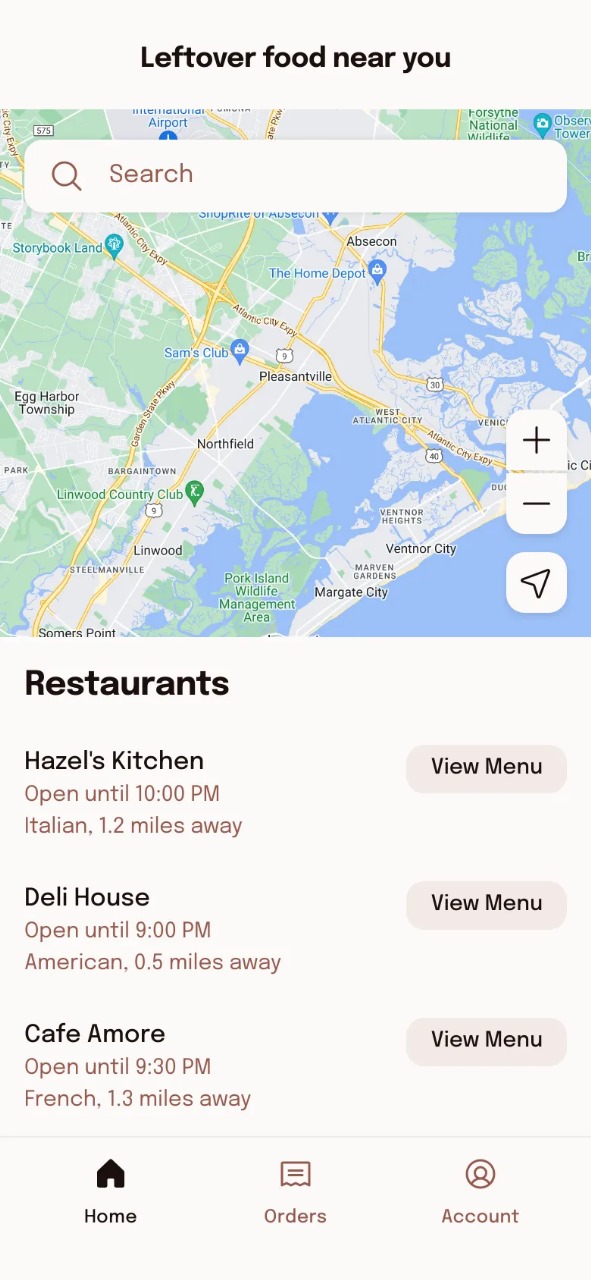 Leftover food near you
International
Airport
Forsythe
National
Wildlife
575
Search
ShopRite of Absecon
Storybook Land
Atlantic City Expy
Absecon
The Home Depot
Atlantic City Expy
Sam's Club
9
Pleasantville
30
Egg Harbor
Township
Garden State Pkwy
WEST
ATLANTIC CITY
Atlantic City Expy
Northfield
40
PARK
BARGAINTOWN
Linwood Country Club
9
VENTNOR
HEIGHTS
Linwood
Ventnor City
STEELMANVILLE
MARVEN
GARDENS
Pork Island
Wildlife
Management
Area
Margate City
Somers Point
Restaurants
Hazel's Kitchen
View Menu
Open until 10:00 PM
Italian, 1.2 miles away
Deli House
View Menu
Open until 9:00 PM
American, 0.5 miles away
Cafe Amore
View Menu
Open until 9:30 PM
French, 1.3 miles away
Home
Orders
Account